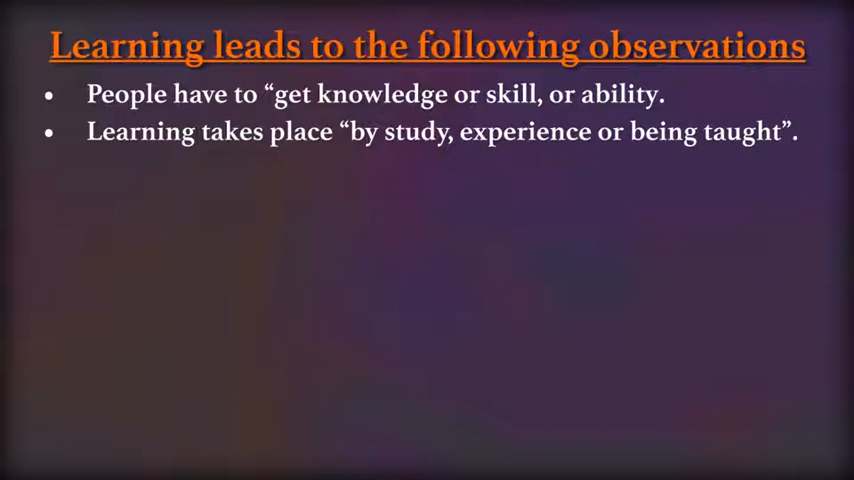 Learning leads to the following observations
• People have to “get knowledge or skill, or ability.
• Learning takes place “by study, experience or being taught”.